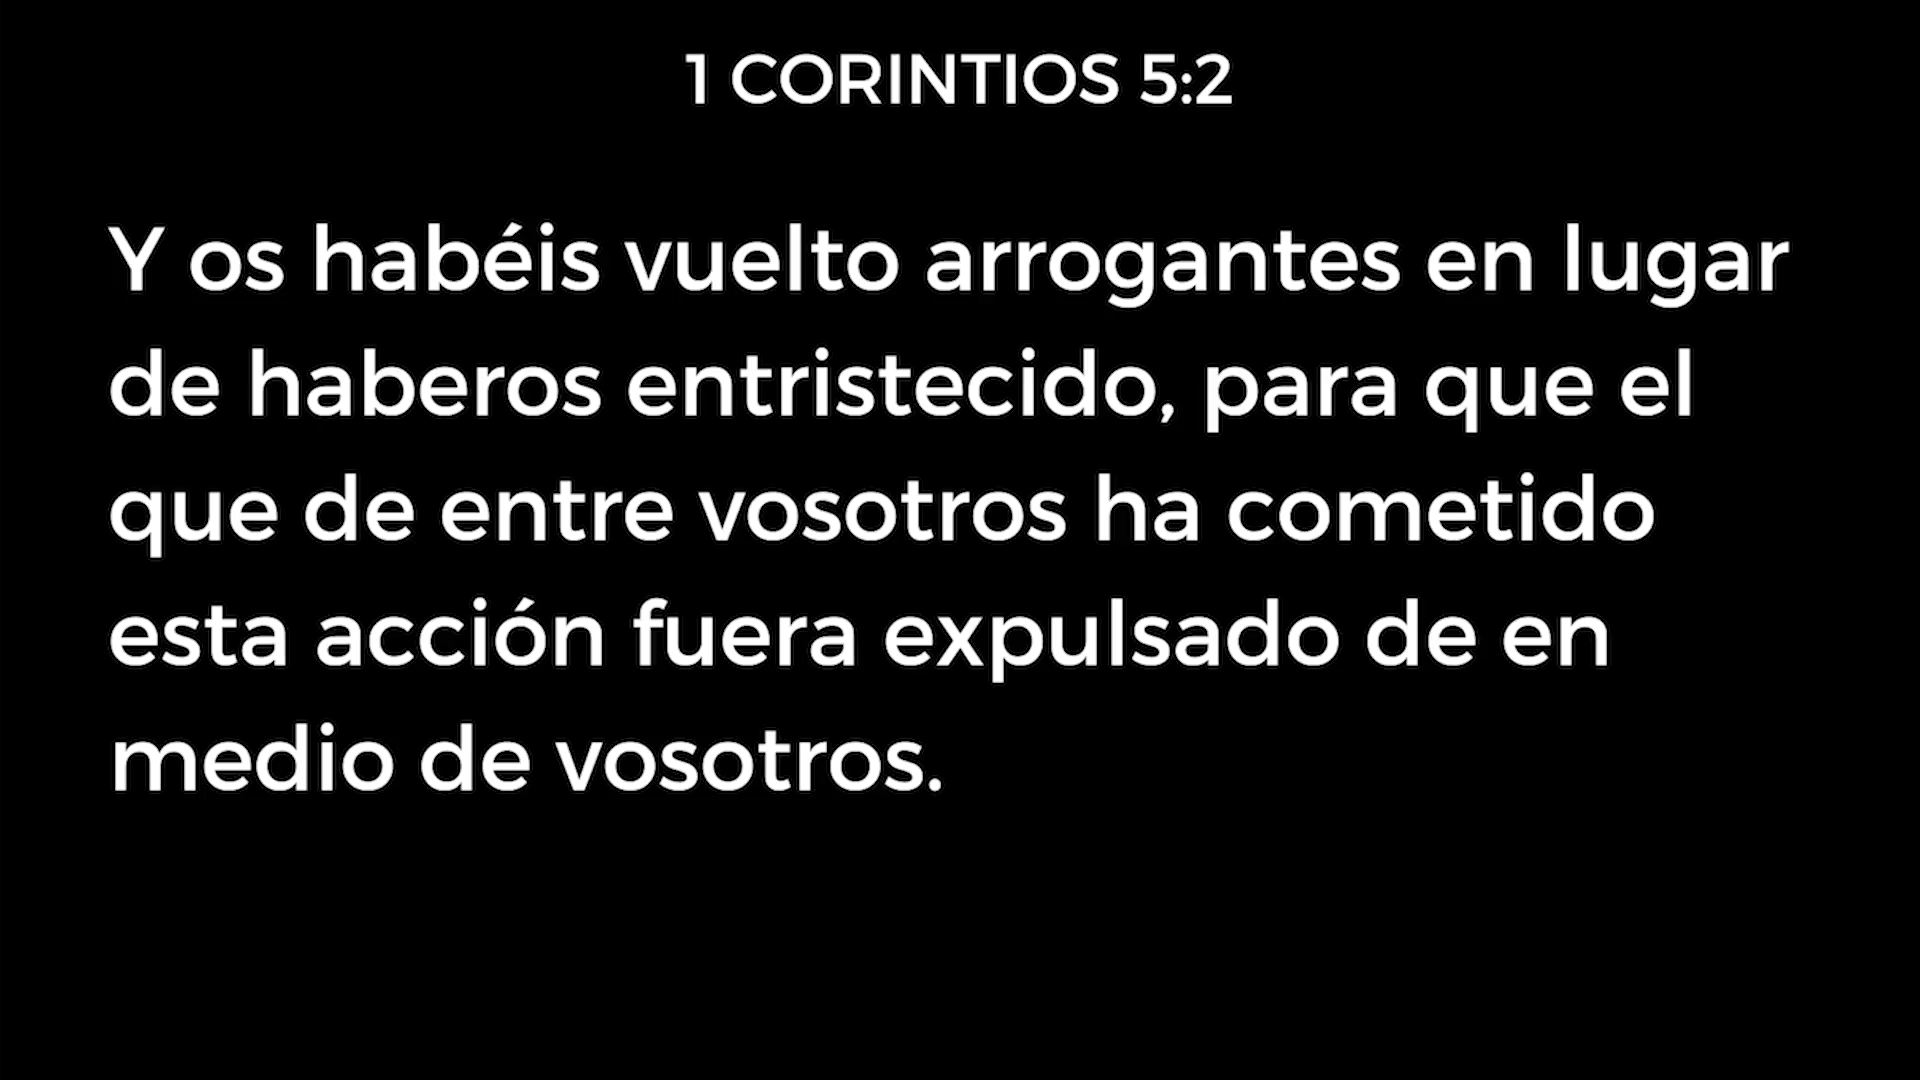 1 CORINTIOS 5:2
Y os habéis vuelto arrogantes en lugar
de haberos entristecido, para que el
que de entre vosotros ha cometido
esta acción fuera expulsado de en
medio de vosotros.